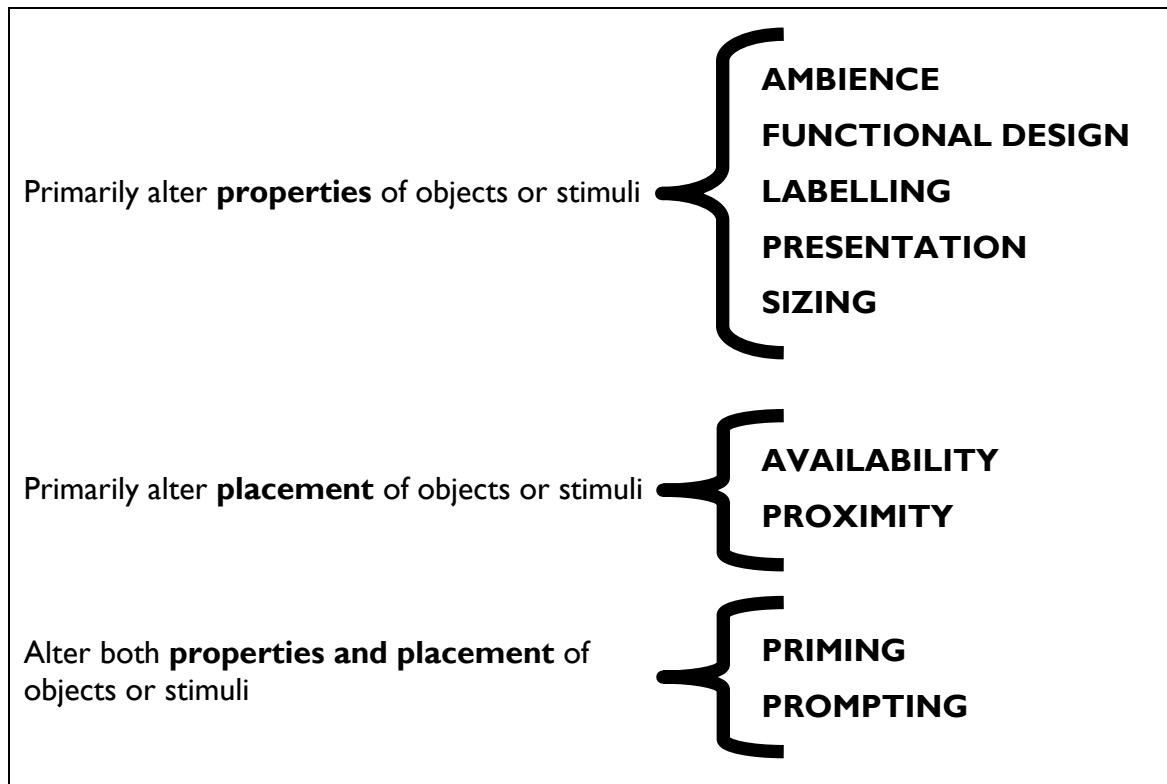 Primarily alter properties of objects or stimuli
AMBIENCE
FUNCTIONAL DESIGN
LABELLING
PRESENTATION
SIZING
Primarily alter placement of objects or stimuli
AVAILABILITY
PROXIMITY
Alter both properties and placement of
objects or stimuli
PRIMING
PROMPTING